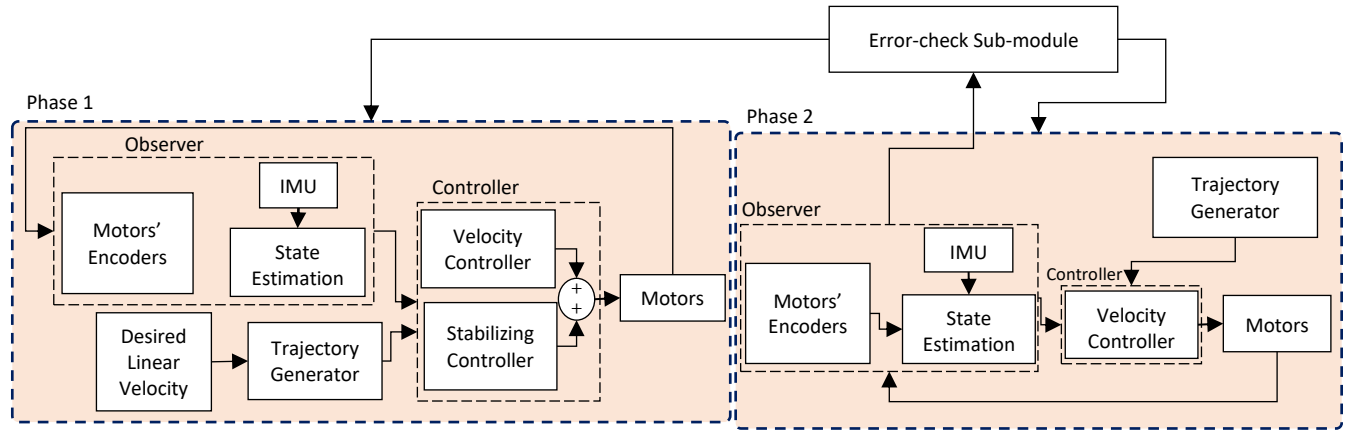 Error-check Sub-module
Phase 1
Observer
Motors’
Encoders
IMU
State
Estimation
Desired
Linear
Velocity
Trajectory
Generator
Controller
Velocity
Controller
Stabilizing
Controller
+
+
Motors
Phase 2
Observer
Motors’
Encoders
IMU
State
Estimation
Trajectory
Generator
Controller
Velocity
Controller
Motors